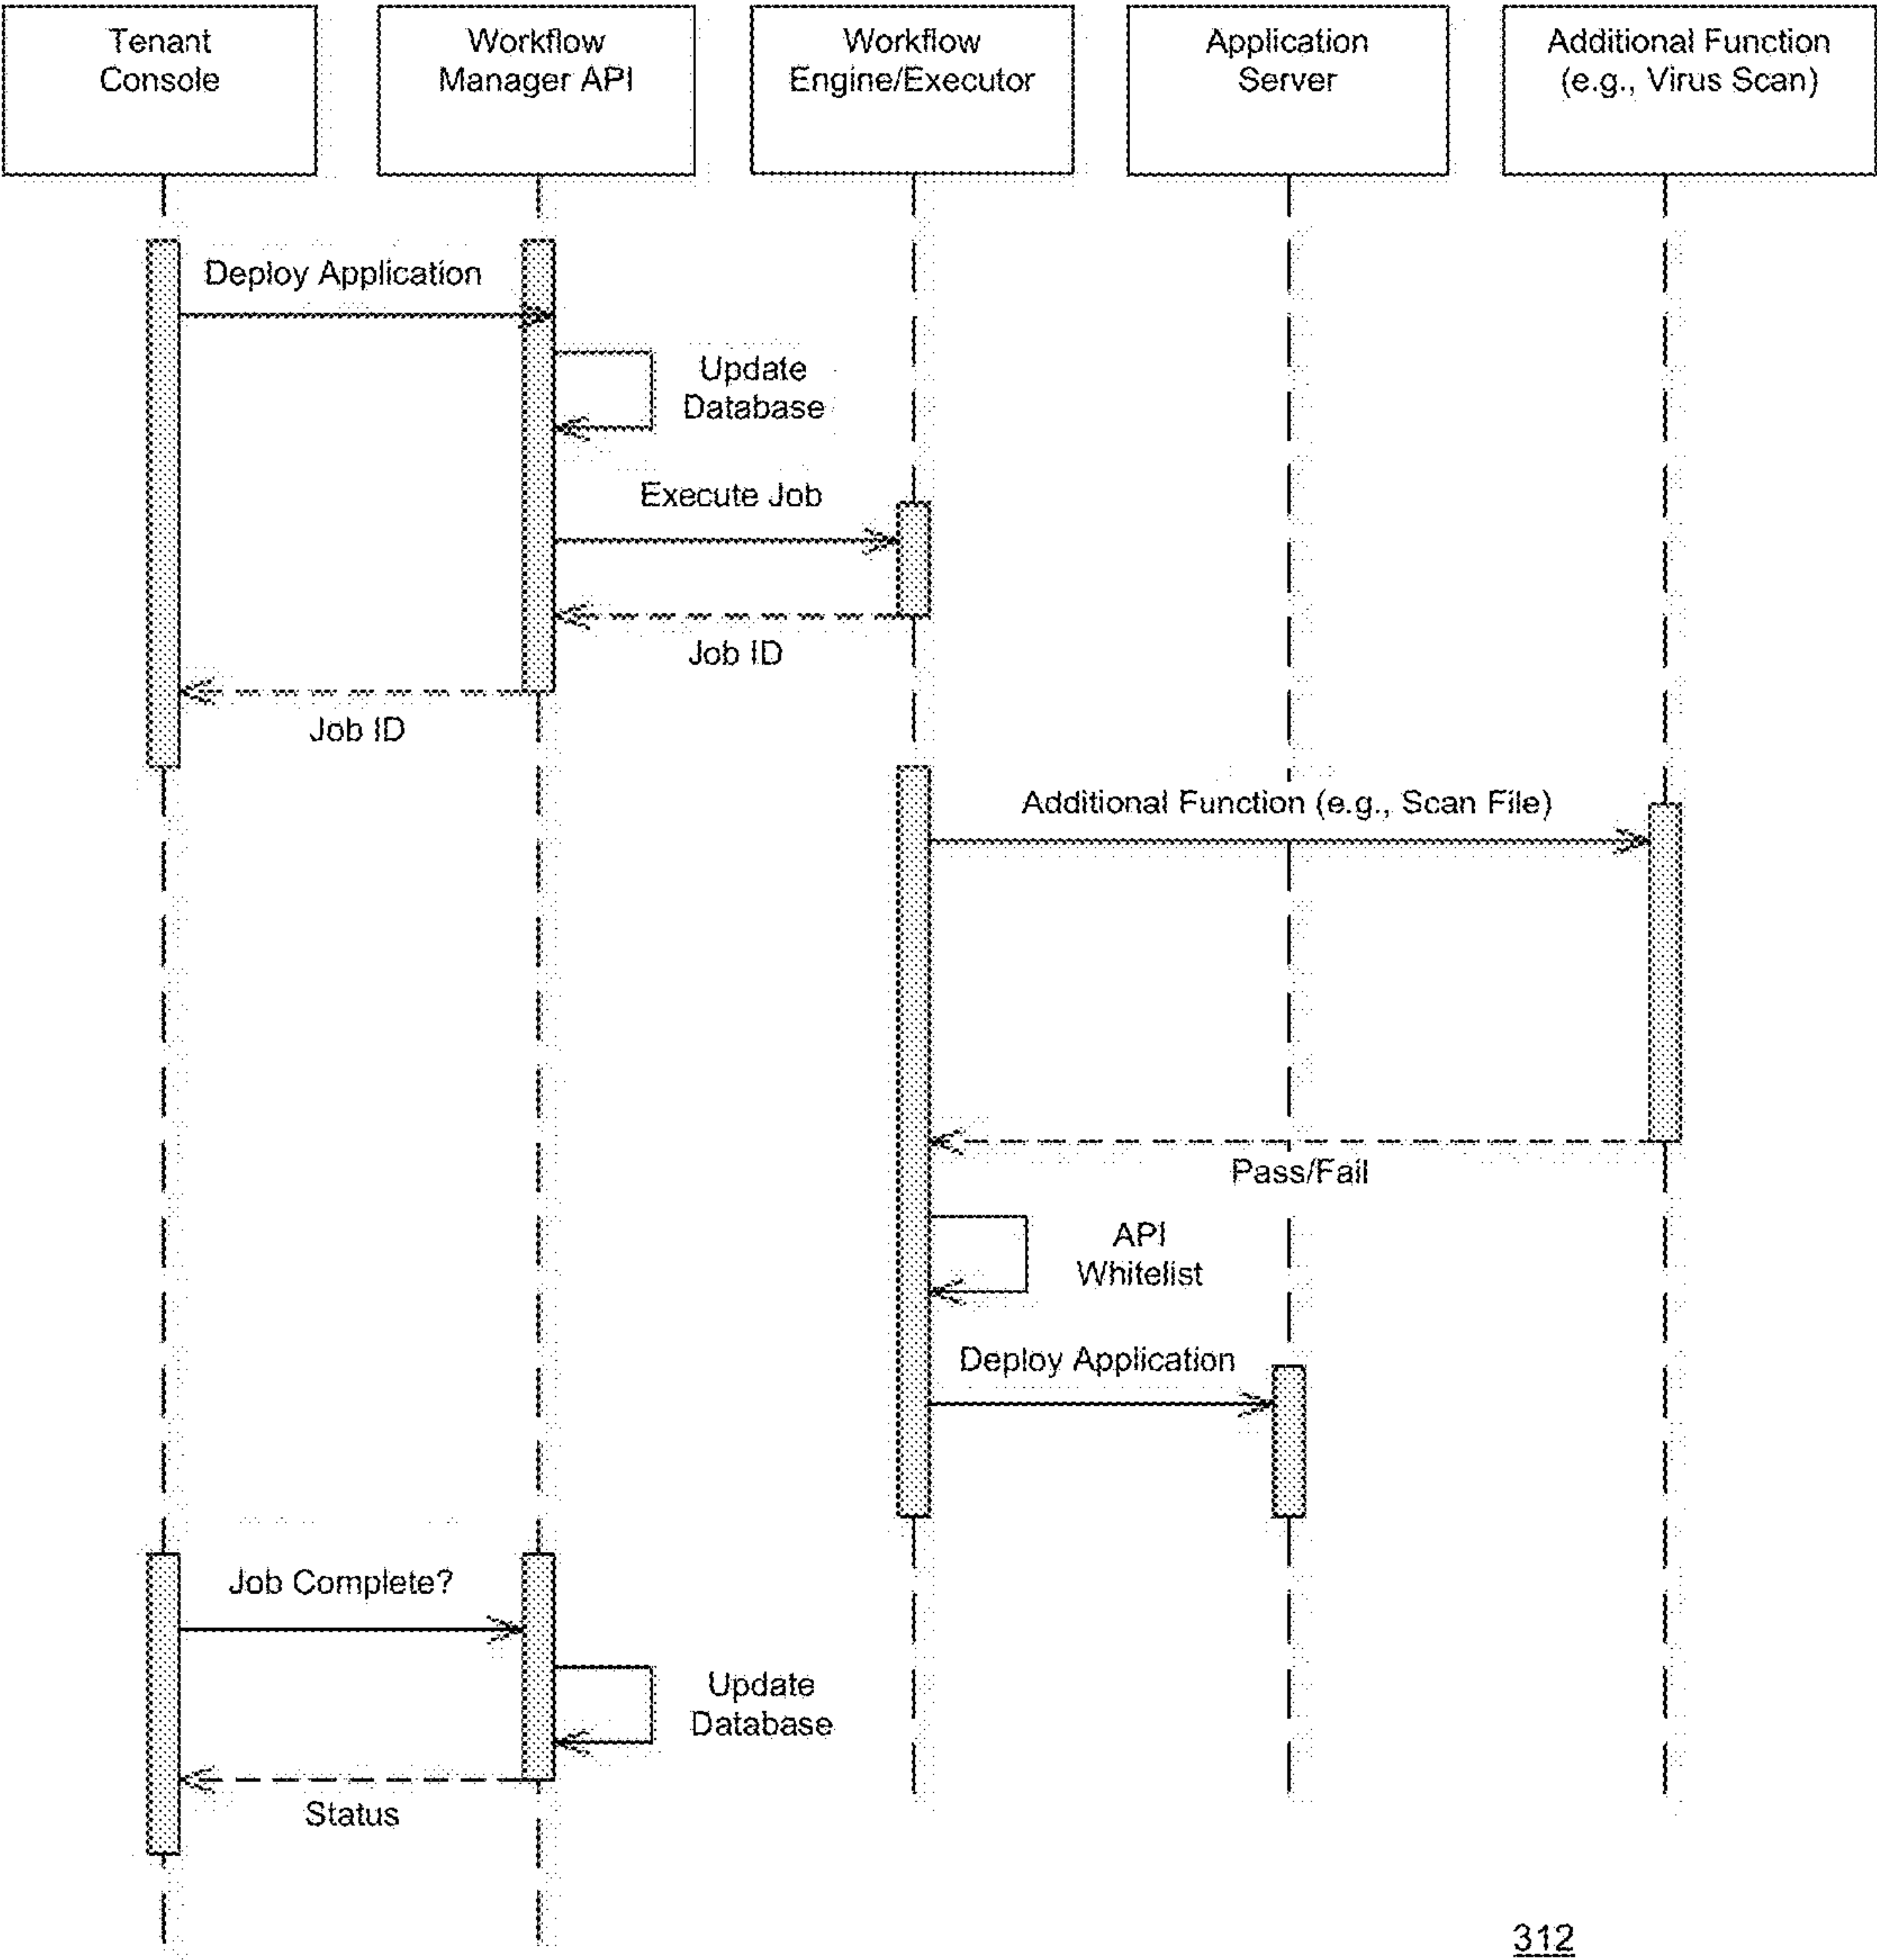 Tenant
Console
Workflow
Manager API
Workflow
Engine/Executor
Application
Server
Additional Function
(e.g., Virus Scan)
Deploy Application
Update
Database
Execute Job
Job ID
Job ID
Additional Function (e.g., Scan File)
Pass/Fail
API
Whitelist
Deploy Application
Job Complete?
Update
Database
Status
312